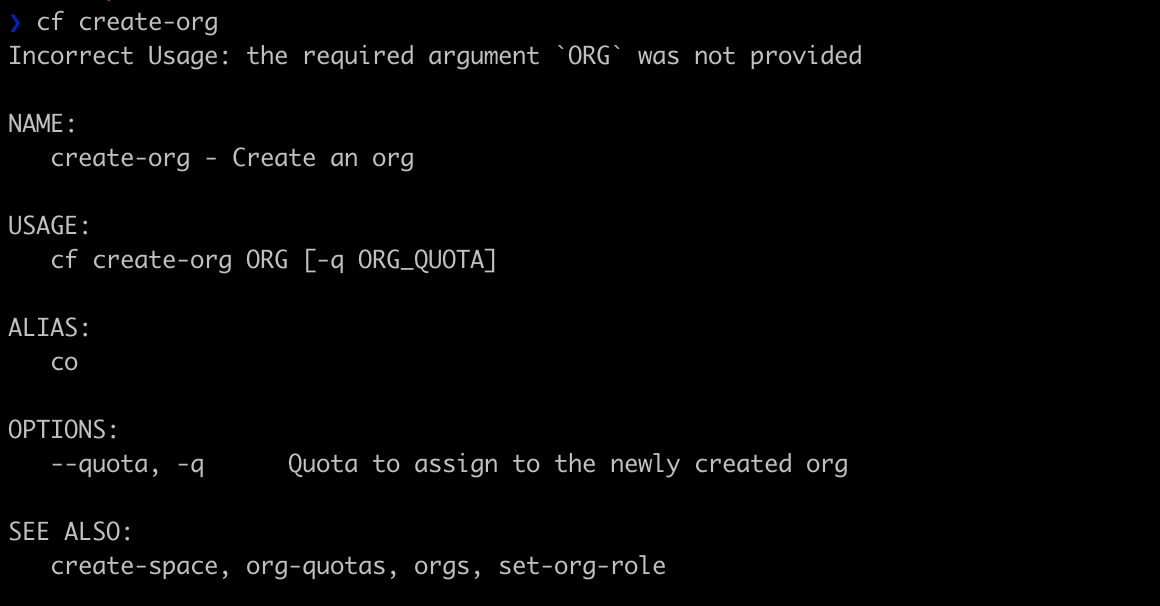 ❯ cf create-org
Incorrect Usage: the required argument `ORG` was not provided
NAME:
create-org - Create an org
USAGE:
cf create-org ORG [-q ORG_QUOTA]
ALIAS:
co
OPTIONS:
--quota, -q      Quota to assign to the newly created org
SEE ALSO:
create-space, org-quotas, orgs, set-org-role